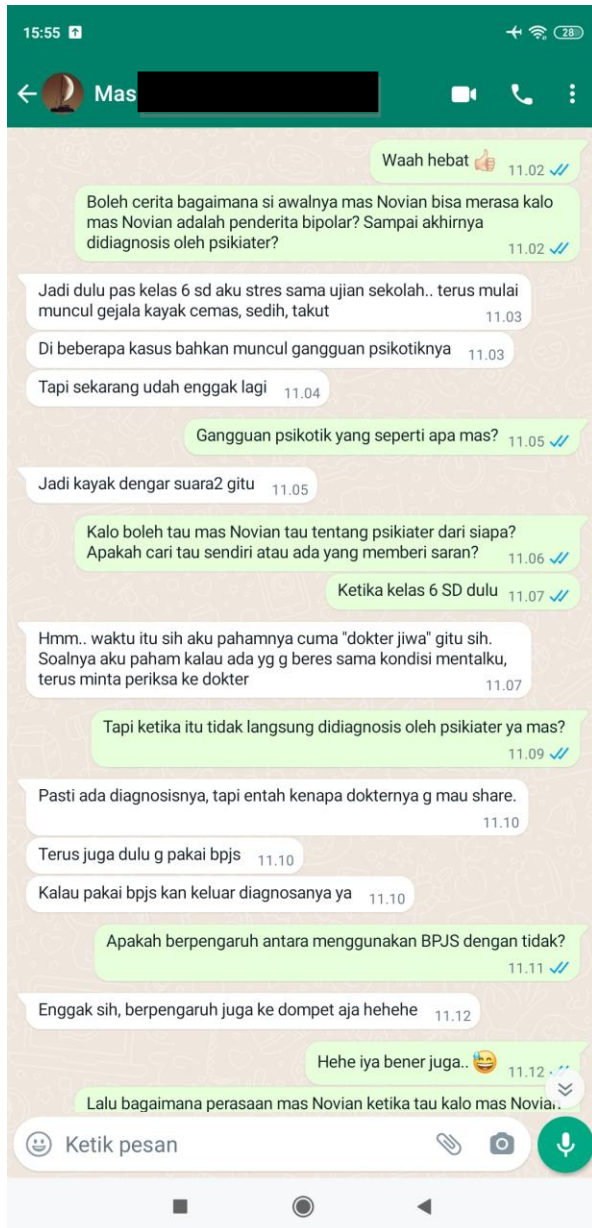 15:55
28
Mas
Waah hebat 👍🏻 11.02
Boleh cerita bagaimana si awalnya mas Novian bisa merasa kalo
mas Novian adalah penderita bipolar? Sampai akhirnya
didiagnosis oleh psikiater?
11.02
Jadi dulu pas kelas 6 sd aku stres sama ujian sekolah.. terus mulai
muncul gejala kayak cemas, sedih, takut
11.03
Di beberapa kasus bahkan muncul gangguan psikotiknya 11.03
Tapi sekarang udah enggak lagi 11.04
Gangguan psikotik yang seperti apa mas? 11.05
Jadi kayak dengar suara2 gitu 11.05
Kalo boleh tau mas Novian tau tentang psikiater dari siapa?
Apakah cari tau sendiri atau ada yang memberi saran? 11.06
Ketika kelas 6 SD dulu 11.07
Hmm.. waktu itu sih aku pahamnya cuma "dokter jiwa" gitu sih.
Soalnya aku paham kalau ada yg g beres sama kondisi mentalku,
terus minta periksa ke dokter
11.07
Tapi ketika itu tidak langsung didiagnosis oleh psikiater ya mas?
11.09
Pasti ada diagnosisnya, tapi entah kenapa dokternya g mau share.
11.10
Terus juga dulu g pakai bpjs 11.10
Kalau pakai bpjs kan keluar diagnosanya ya 11.10
Apakah berpengaruh antara menggunakan BPJS dengan tidak?
11.11
Enggak sih, berpengaruh juga ke dompet aja hehehe 11.12
Hehe iya bener juga.. 😅 11.12
Lalu bagaimana perasaan mas Novian ketika tau kalo mas
Ketik pesan